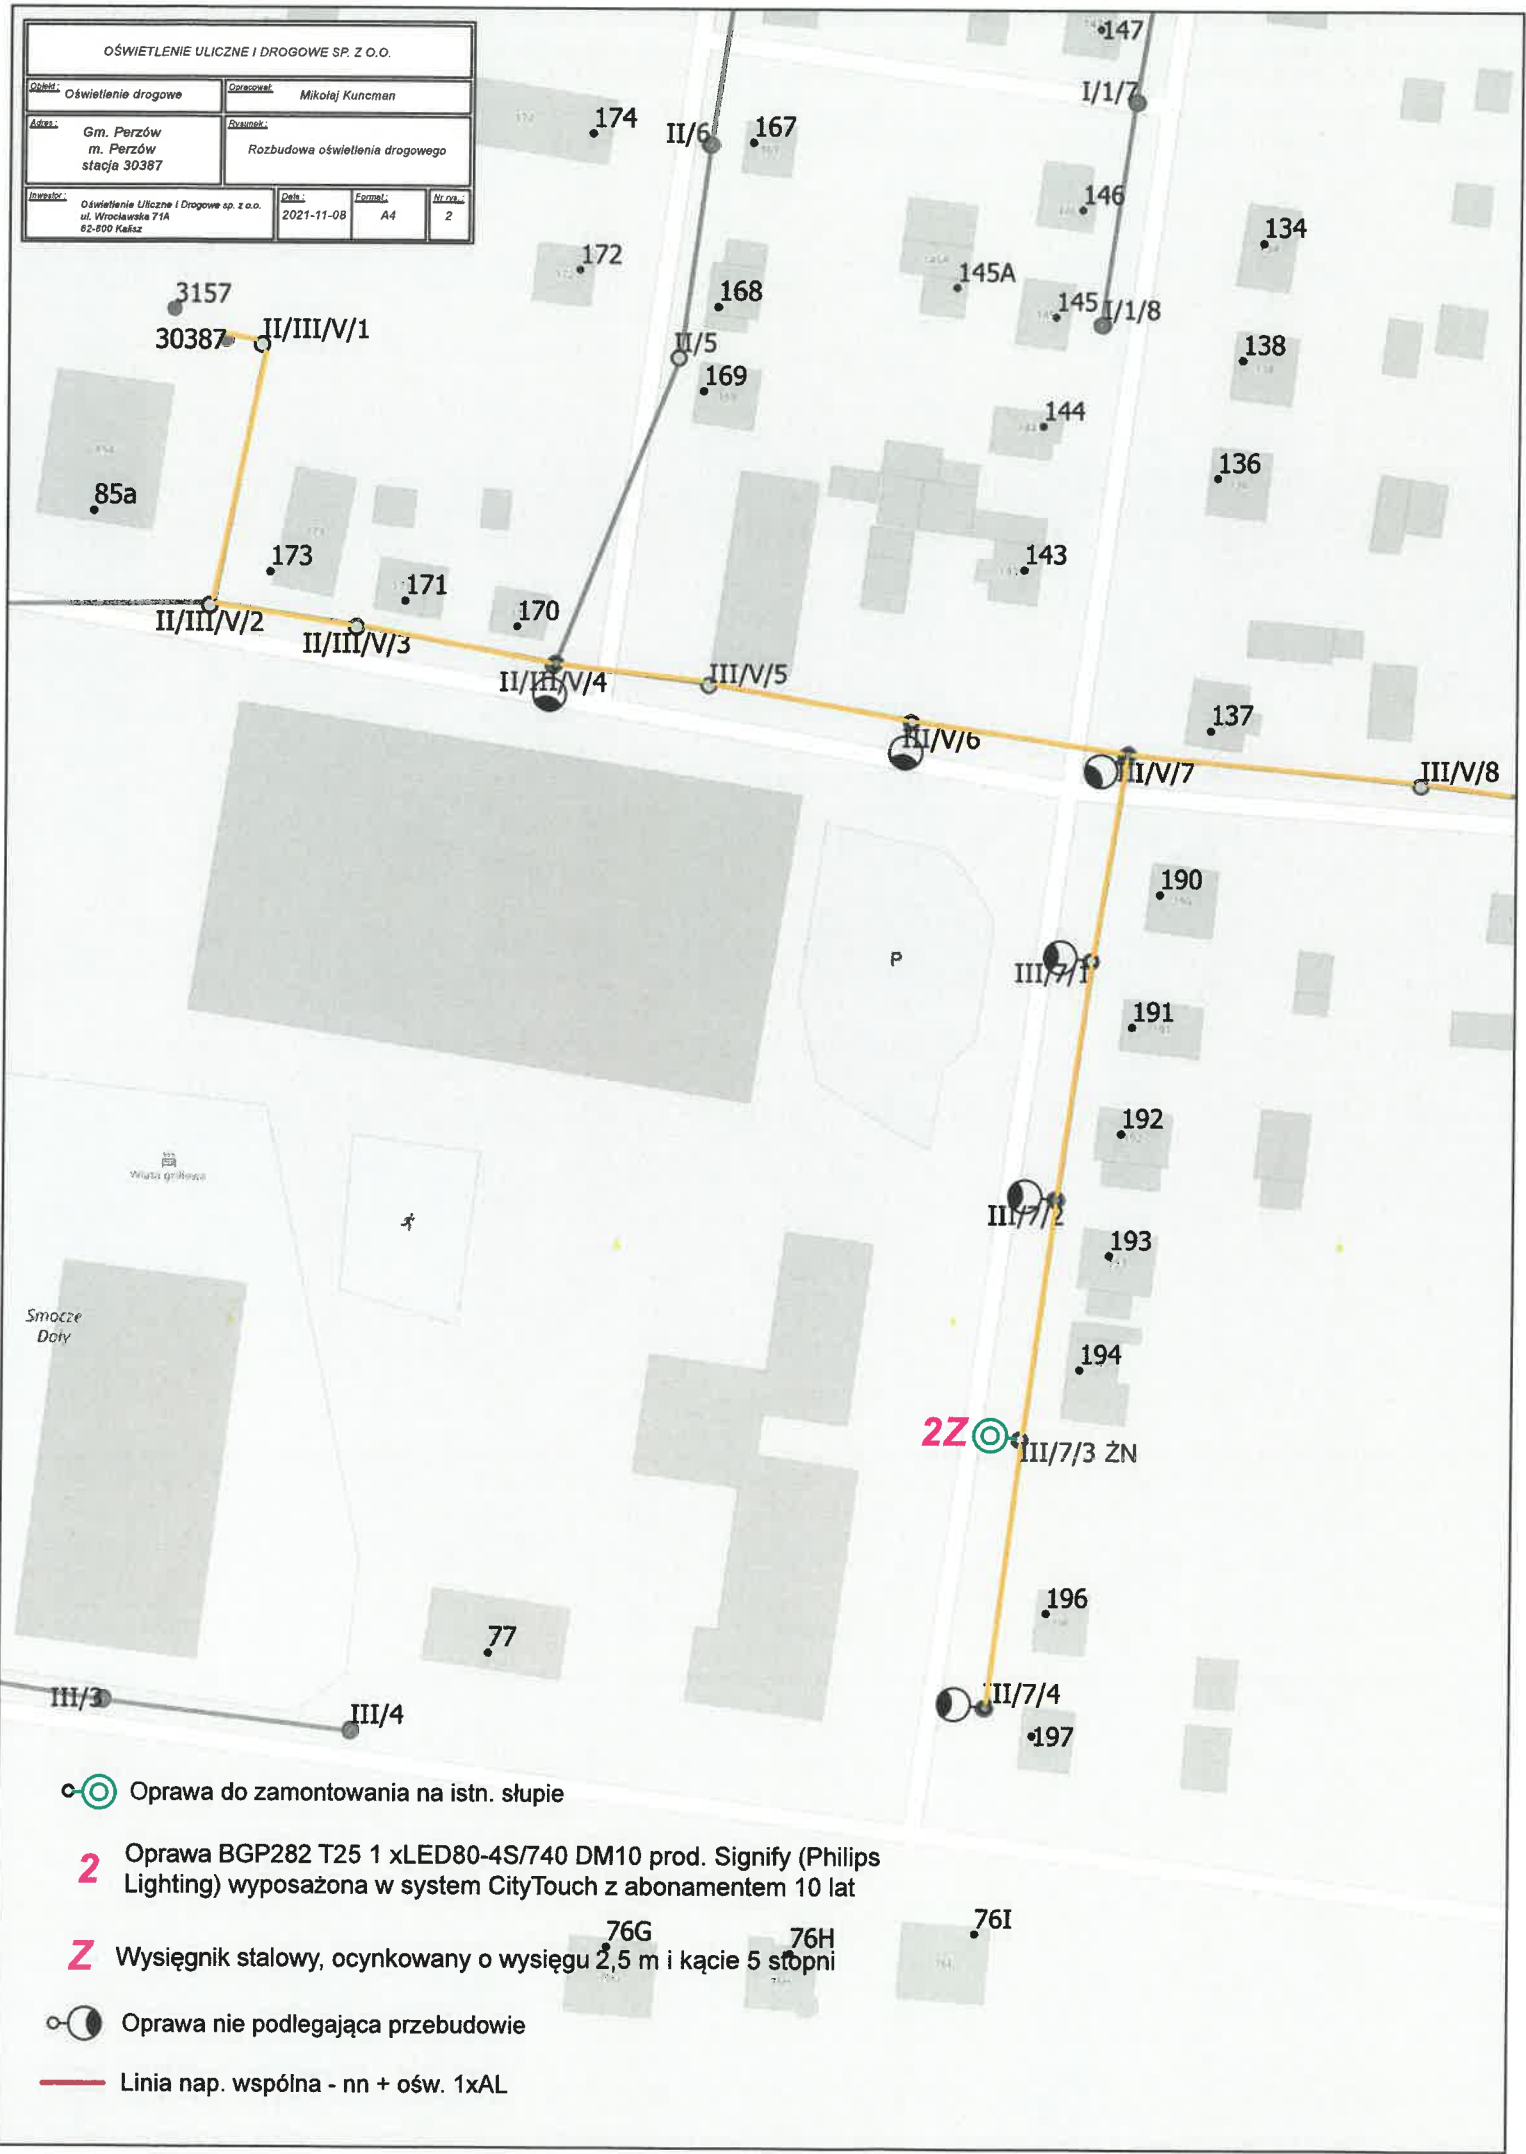 OŚWIETLENIE ULICZNE I DROGOWE SP. Z O.O.
Obiekt: Oświetlenie drogowe
Opracował: Mikołaj Kuncman
Adres: Gm. Perzów
m. Perzów
stacja 30387
Rysunek: Rozbudowa oświetlenia drogowego
Inwestor: Oświetlenie Uliczne i Drogowe sp. z o.o.
ul. Wrocławska 71A
62-800 Kalisz
Data: 2021-11-08
Format: A4
Nr rys.: 2
147
I/1/7
174
II/6
167
146
134
172
145A
168
145
I/1/8
3157
30387
II/III/V/1
II/5
138
169
144
136
85a
173
171
143
170
II/III/V/2
II/III/V/3
II/III/V/4
III/V/5
III/V/6
137
III/V/7
III/V/8
190
P
III/7/1
191
192
Wiata grillowa
III/7/2
193
Smocze
Doły
194
2Z
III/7/3 ŻN
196
77
III/3
III/4
III/7/4
197
Oprawa do zamontowania na istn. słupie
2 Oprawa BGP282 T25 1 xLED80-4S/740 DM10 prod. Signify (Philips
Lighting) wyposażona w system CityTouch z abonamentem 10 lat
76G
76H
76I
Z Wysięgnik stalowy, ocynkowany o wysięgu 2,5 m i kącie 5 stopni
Oprawa nie podlegająca przebudowie
Linia nap. wspólna - nn + ośw. 1xAL